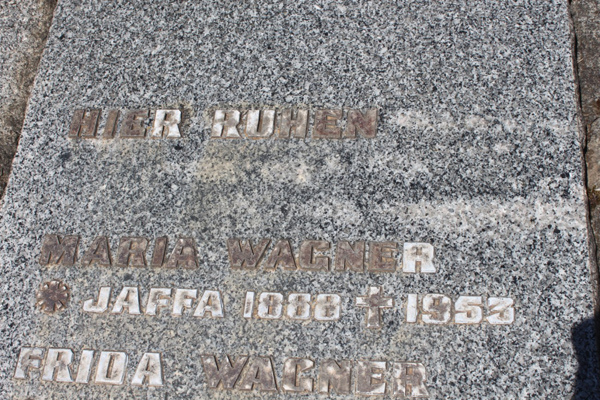 HIER RUHEN
MARIA WAGNER
JAFFA 1888 ✝ 1953
FRIDA WAGNER